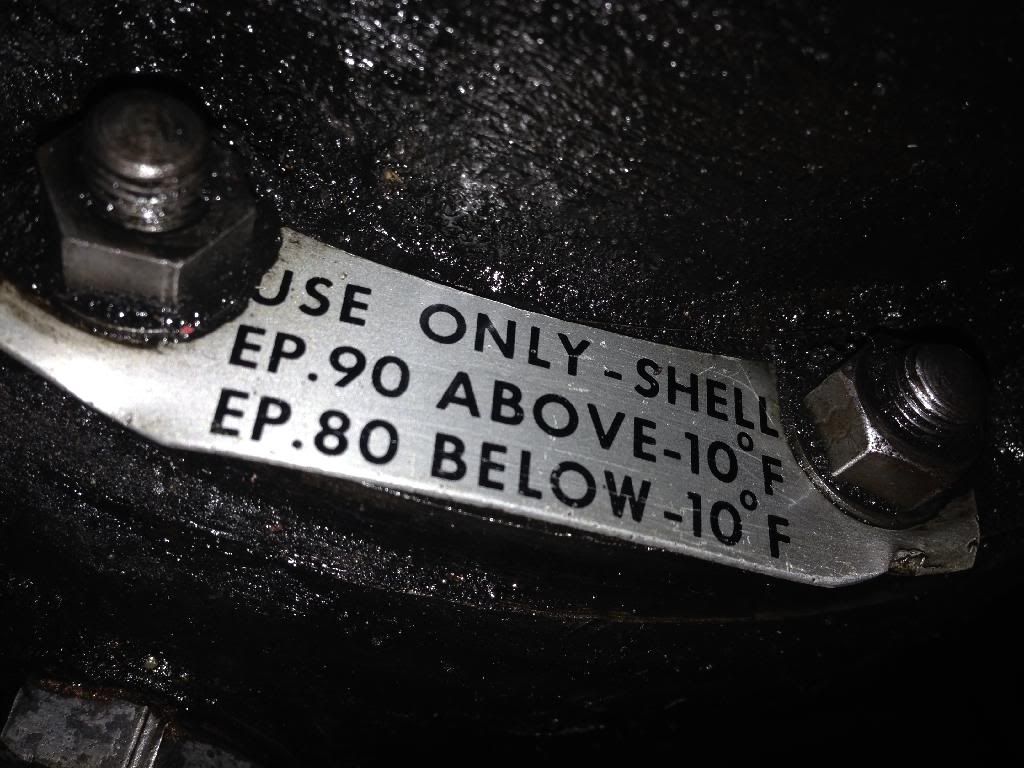 USE ONLY-SHELL
EP.90 ABOVE-10°F
EP.80 BELOW-10°F